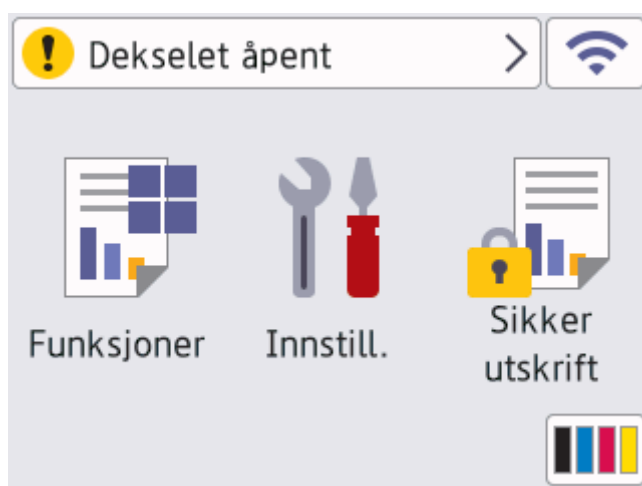 Dekselet åpent
Funksjoner
Innstill.
Sikker
utskrift